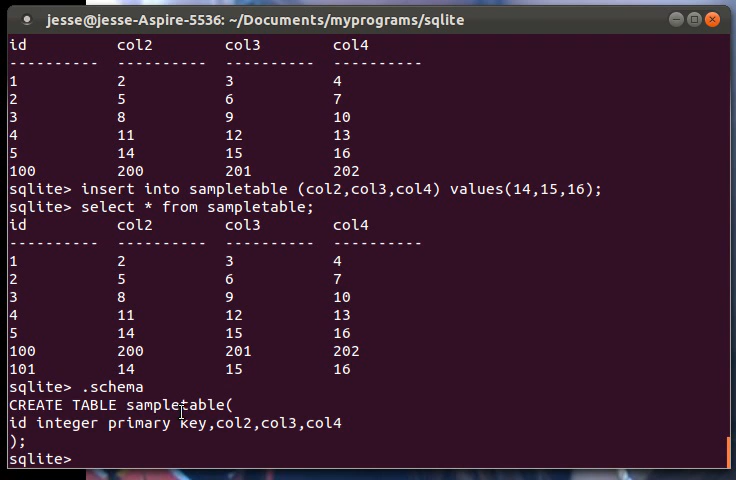 jesse@jesse-Aspire-5536: ~/Documents/myprograms/sqlite
id          col2        col3        col4
----------  ----------  ----------  ----------
1           2           3           4
2           5           6           7
3           8           9           10
4           11          12          13
5           14          15          16
100         200         201         202
sqlite> insert into sampletable (col2,col3,col4) values(14,15,16);
sqlite> select * from sampletable;
id          col2        col3        col4
----------  ----------  ----------  ----------
1           2           3           4
2           5           6           7
3           8           9           10
4           11          12          13
5           14          15          16
100         200         201         202
101         14          15          16
sqlite> .schema
CREATE TABLE sampletable(
id integer primary key,col2,col3,col4
);
sqlite>